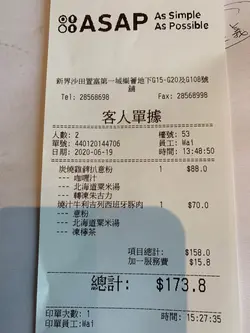 ASAP As Simple
As Possible
新界沙田置富第一城樂薈地下G15-G20及G108號
舖
Tel: 28568698 Fax: 28568998
客人單據
人數: 2 檯號: 53
單號: 440120144706 員工: Wai
日期: 2020-06-19 時間: 13:48:50
炭燒雞髀扒意粉 1 $88.0
--- 咖喱汁
--- 北海道粟米湯
--- 轉凍朱古力
燒汁牛利吉列西班牙豚肉 1 $70.0
--- 意粉
--- 北海道粟米湯
--- 凍檸茶
項目總計: $158.0
加一服務費 $15.8
總計: $173.8
印單次數:1 時間: 15:27:35
印單員工:Wai